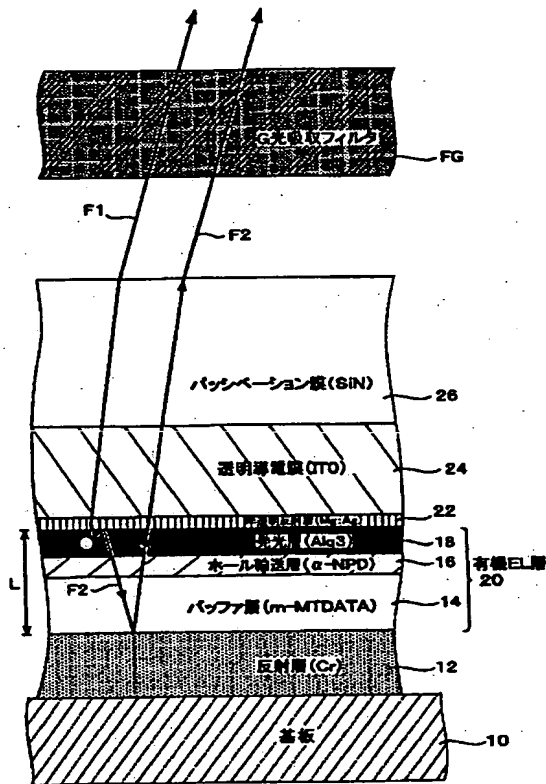 G光吸収フィルタ
FG
F1
F2
パッシベーション膜(SiN)
26
透明導電膜(ITO)
24
22
発光層(Alq3)
18
ホール輸送層(α-NPD)
16
有機EL層
20
L
F2
バッファ層(m-MTDATA)
14
反射層(Cr)
12
基板
10